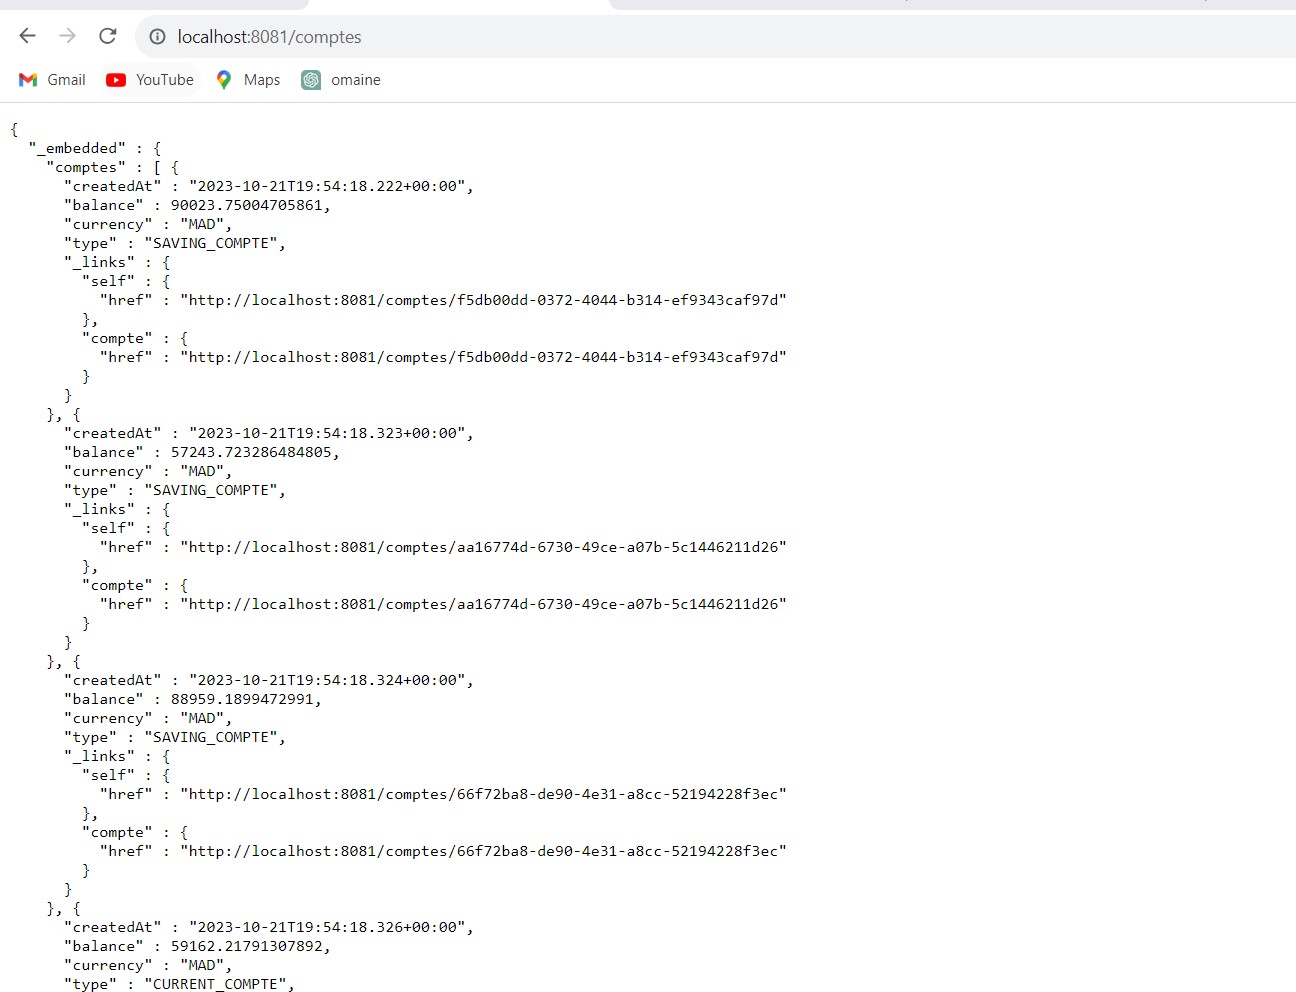 localhost:8081/comptes
Gmail YouTube Maps omaine
{
"_embedded" : {
"comptes" : [ {
"createdAt" : "2023-10-21T19:54:18.222+00:00",
"balance" : 90023.75004705861,
"currency" : "MAD",
"type" : "SAVING_COMPTE",
"_links" : {
"self" : {
"href" : "http://localhost:8081/comptes/f5db00dd-0372-4044-b314-ef9343caf97d"
},
"compte" : {
"href" : "http://localhost:8081/comptes/f5db00dd-0372-4044-b314-ef9343caf97d"
}
}
}, {
"createdAt" : "2023-10-21T19:54:18.323+00:00",
"balance" : 57243.723286484805,
"currency" : "MAD",
"type" : "SAVING_COMPTE",
"_links" : {
"self" : {
"href" : "http://localhost:8081/comptes/aa16774d-6730-49ce-a07b-5c1446211d26"
},
"compte" : {
"href" : "http://localhost:8081/comptes/aa16774d-6730-49ce-a07b-5c1446211d26"
}
}
}, {
"createdAt" : "2023-10-21T19:54:18.324+00:00",
"balance" : 88959.1899472991,
"currency" : "MAD",
"type" : "SAVING_COMPTE",
"_links" : {
"self" : {
"href" : "http://localhost:8081/comptes/66f72ba8-de90-4e31-a8cc-52194228f3ec"
},
"compte" : {
"href" : "http://localhost:8081/comptes/66f72ba8-de90-4e31-a8cc-52194228f3ec"
}
}
}, {
"createdAt" : "2023-10-21T19:54:18.326+00:00",
"balance" : 59162.21791307892,
"currency" : "MAD",
"type" : "CURRENT_COMPTE",